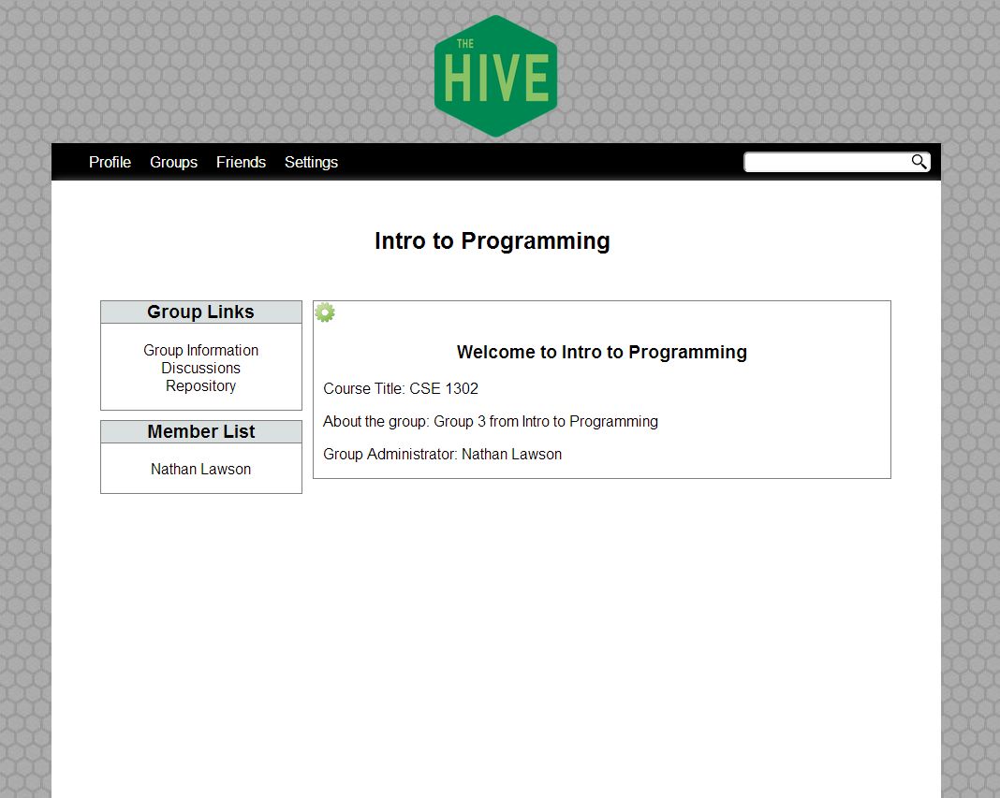 THE
HIVE
Profile Groups Friends Settings
Intro to Programming
Group Links
Group Information
Discussions
Repository
Member List
Nathan Lawson
Welcome to Intro to Programming
Course Title: CSE 1302
About the group: Group 3 from Intro to Programming
Group Administrator: Nathan Lawson